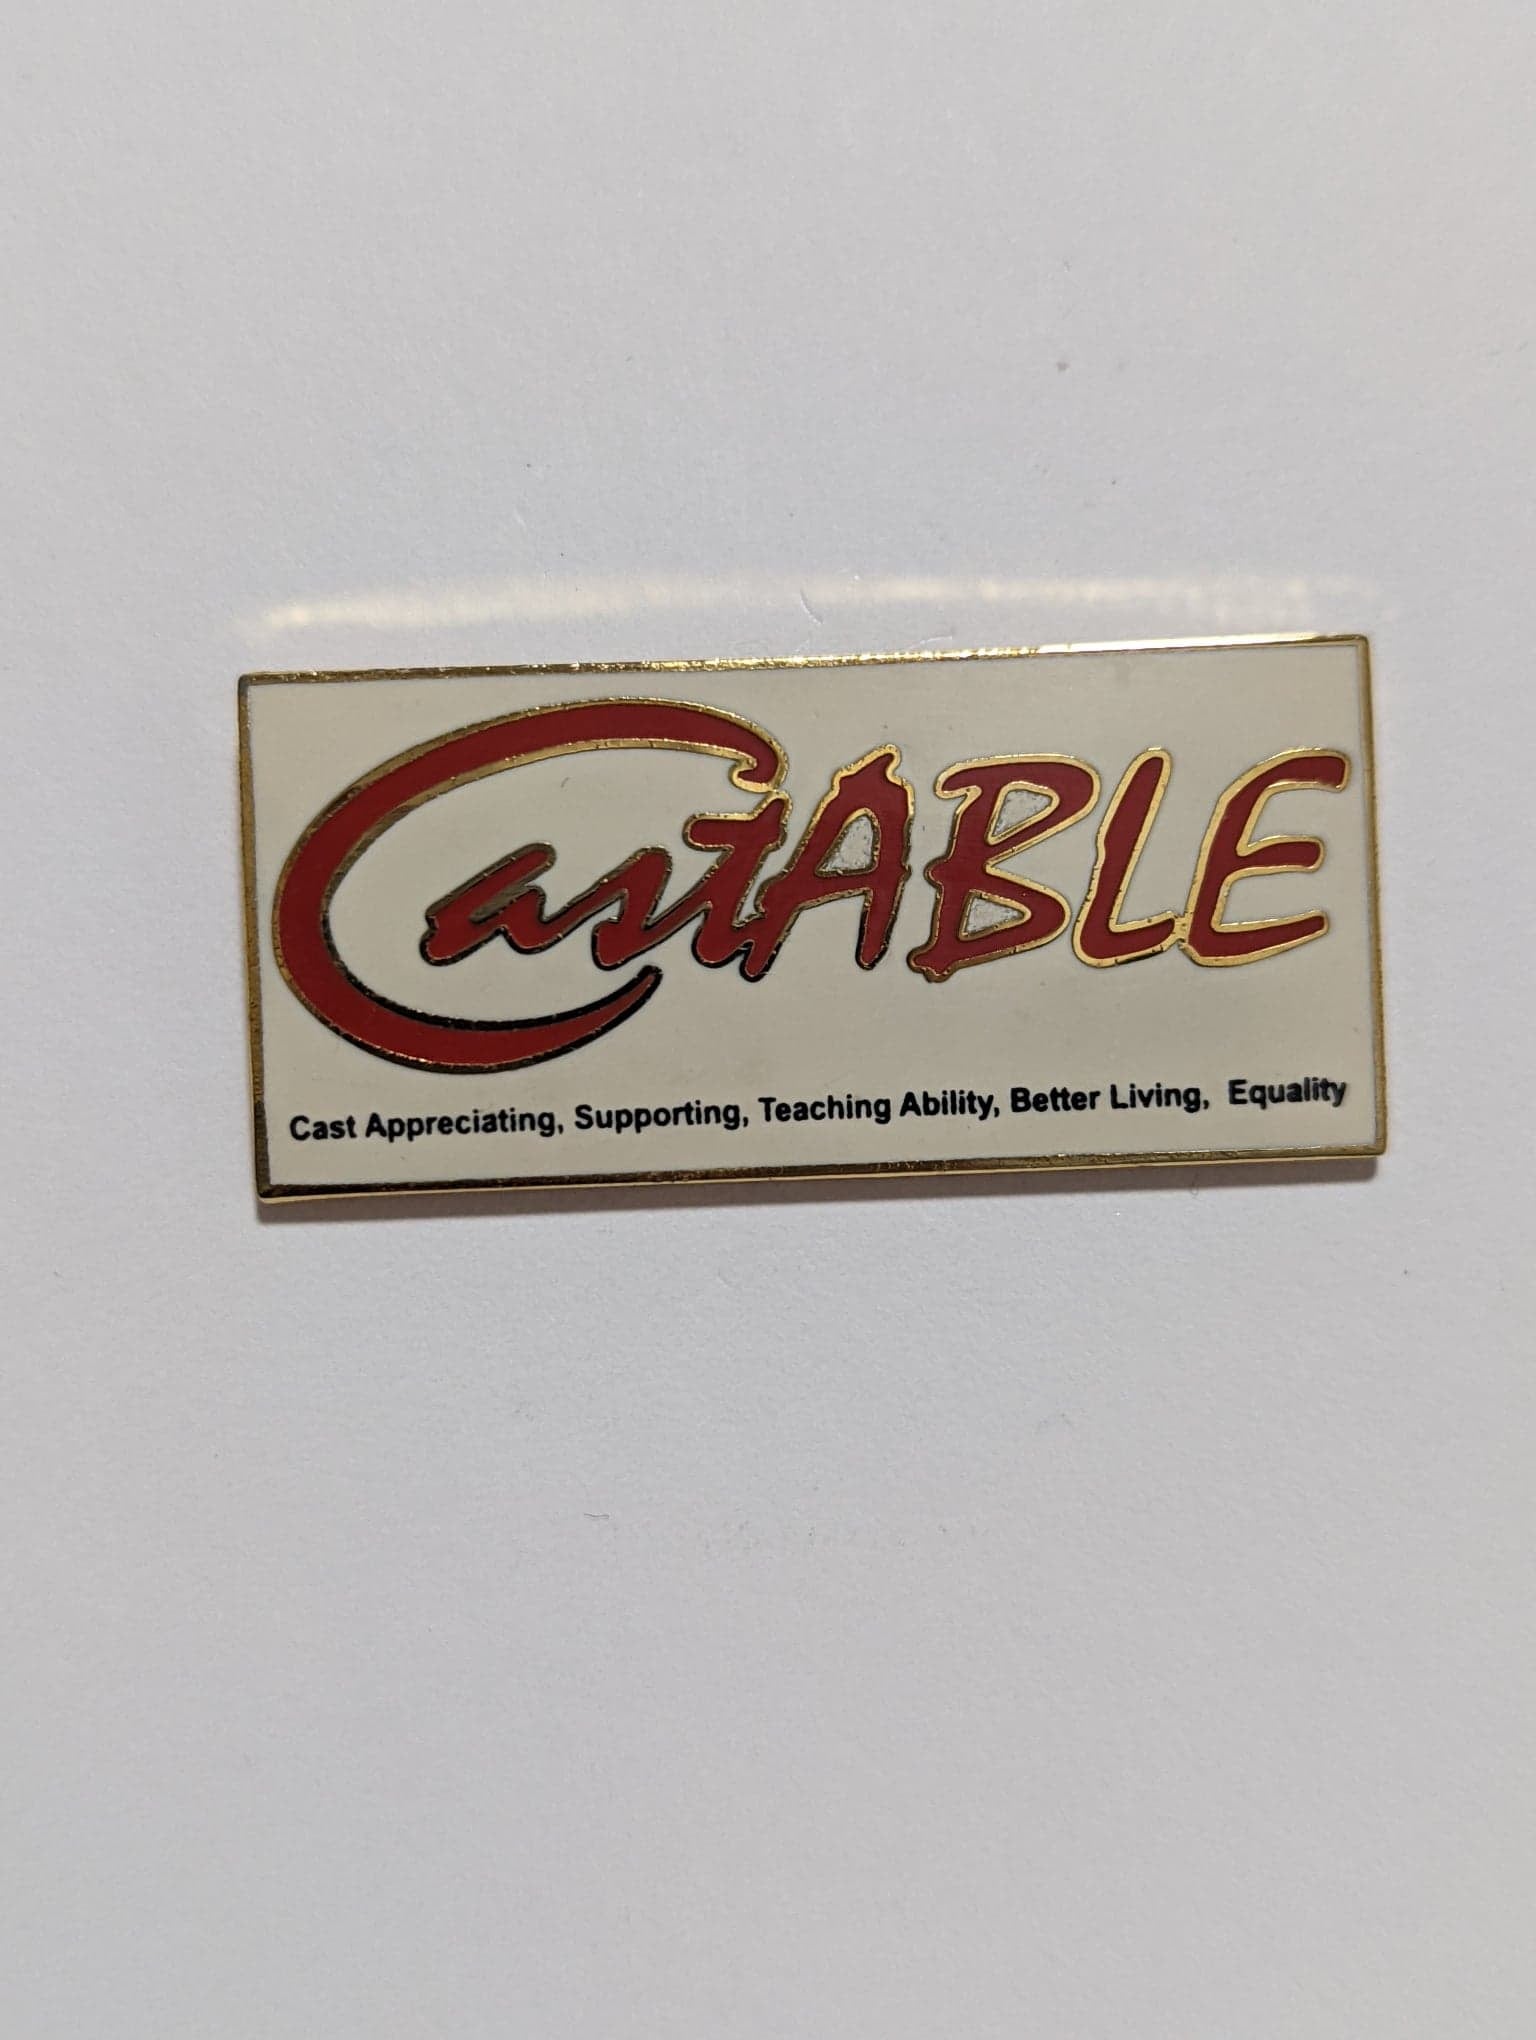 CastABLE
Cast Appreciating, Supporting, Teaching Ability, Better Living, Equality